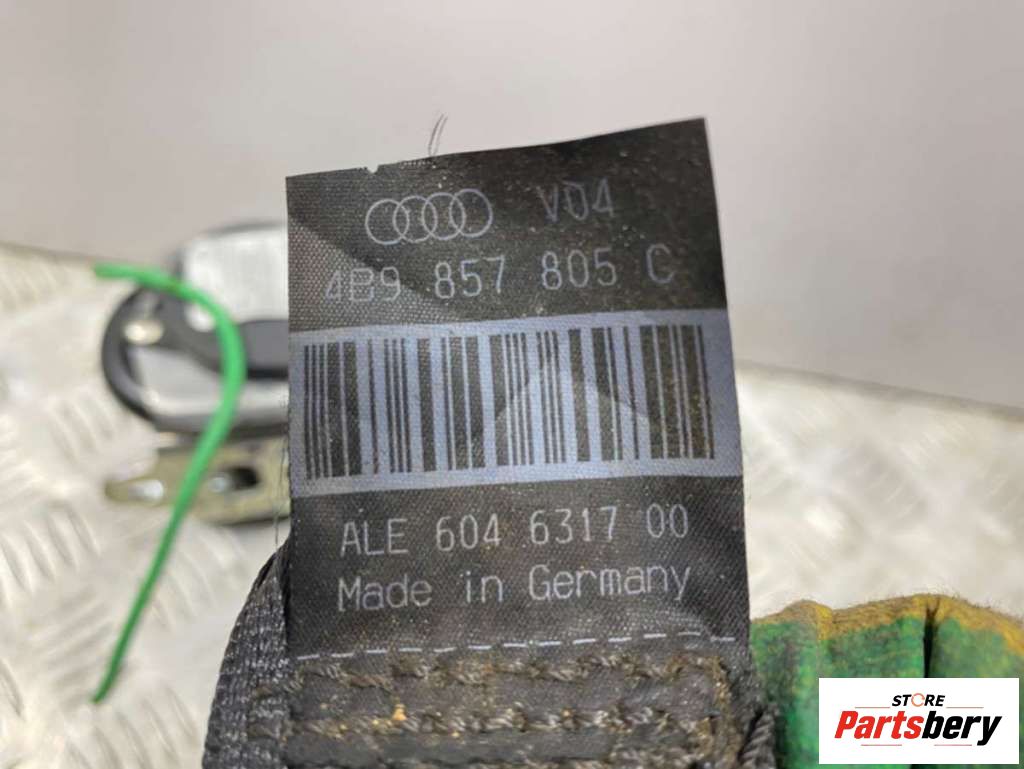 V04
4B9 857 805 C
ALE 604 6317 00
Made in Germany
STORE
Partsbery